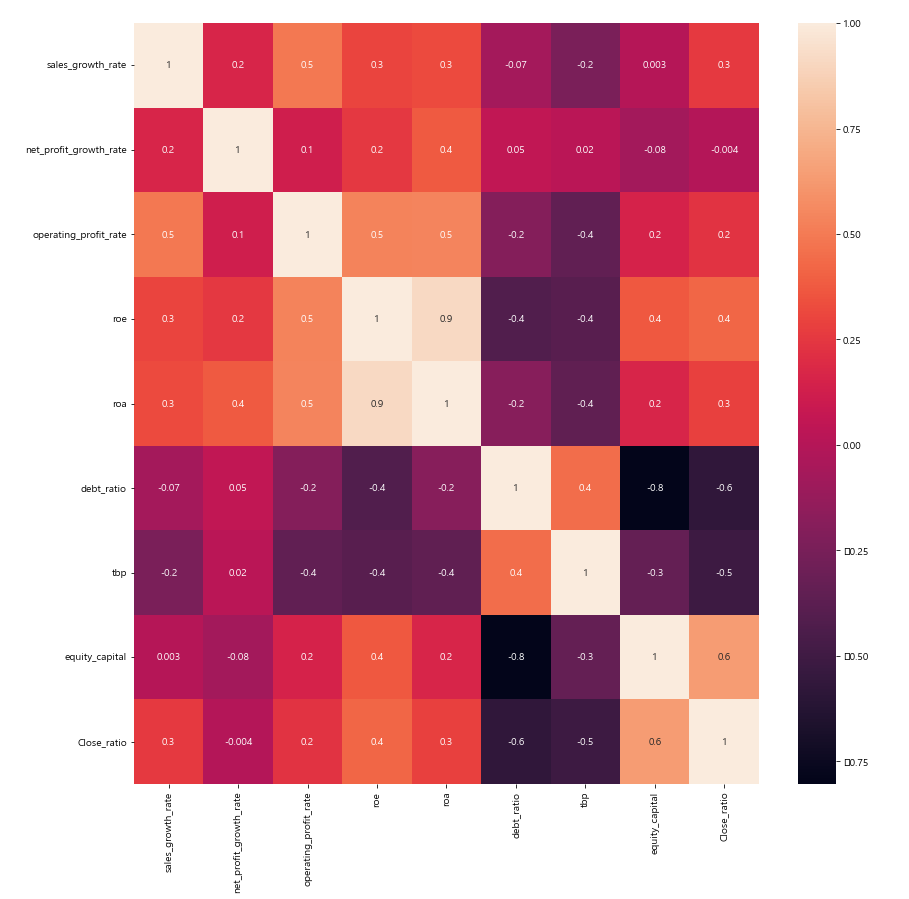 1.00
sales_growth_rate 1 0.2 0.5 0.3 0.3 -0.07 -0.2 0.003 0.3
0.75
net_profit_growth_rate 0.2 1 0.1 0.2 0.4 0.05 0.02 -0.08 -0.004
operating_profit_rate 0.5 0.1 1 0.5 0.5 -0.2 -0.4 0.2 0.2
0.50
roe 0.3 0.2 0.5 1 0.9 -0.4 -0.4 0.4 0.4
0.25
roa 0.3 0.4 0.5 0.9 1 -0.2 -0.4 0.2 0.3
0.00
debt_ratio -0.07 0.05 -0.2 -0.4 -0.2 1 0.4 -0.8 -0.6
□0.25
tbp -0.2 0.02 -0.4 -0.4 -0.4 0.4 1 -0.3 -0.5
equity_capital 0.003 -0.08 0.2 0.4 0.2 -0.8 -0.3 1 0.6
□0.50
Close_ratio 0.3 -0.004 0.2 0.4 0.3 -0.6 -0.5 0.6 1
□0.75
sales_growth_rate
net_profit_growth_rate
operating_profit_rate
roe
roa
debt_ratio
tbp
equity_capital
Close_ratio